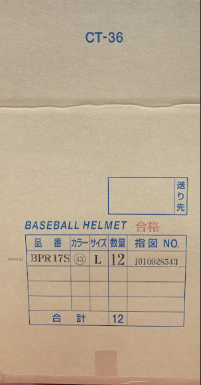 CT-36
送り先
BASEBALL HELMET 合格
品 番 カラー サイズ 数量 指図 NO.
BPR17S ㊸ L 12 1010028543
合 計 12